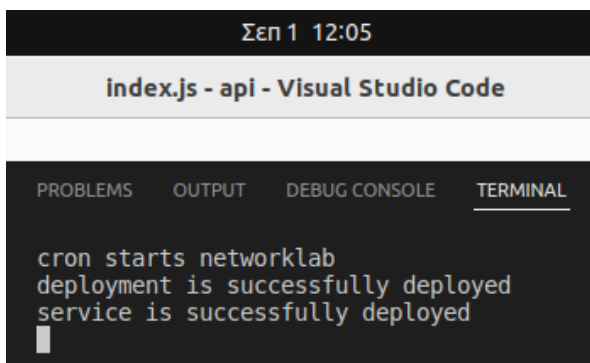 Σεπ 1 12:05
index.js - api - Visual Studio Code
PROBLEMS OUTPUT DEBUG CONSOLE TERMINAL
cron starts networklab
deployment is successfully deployed
service is successfully deployed